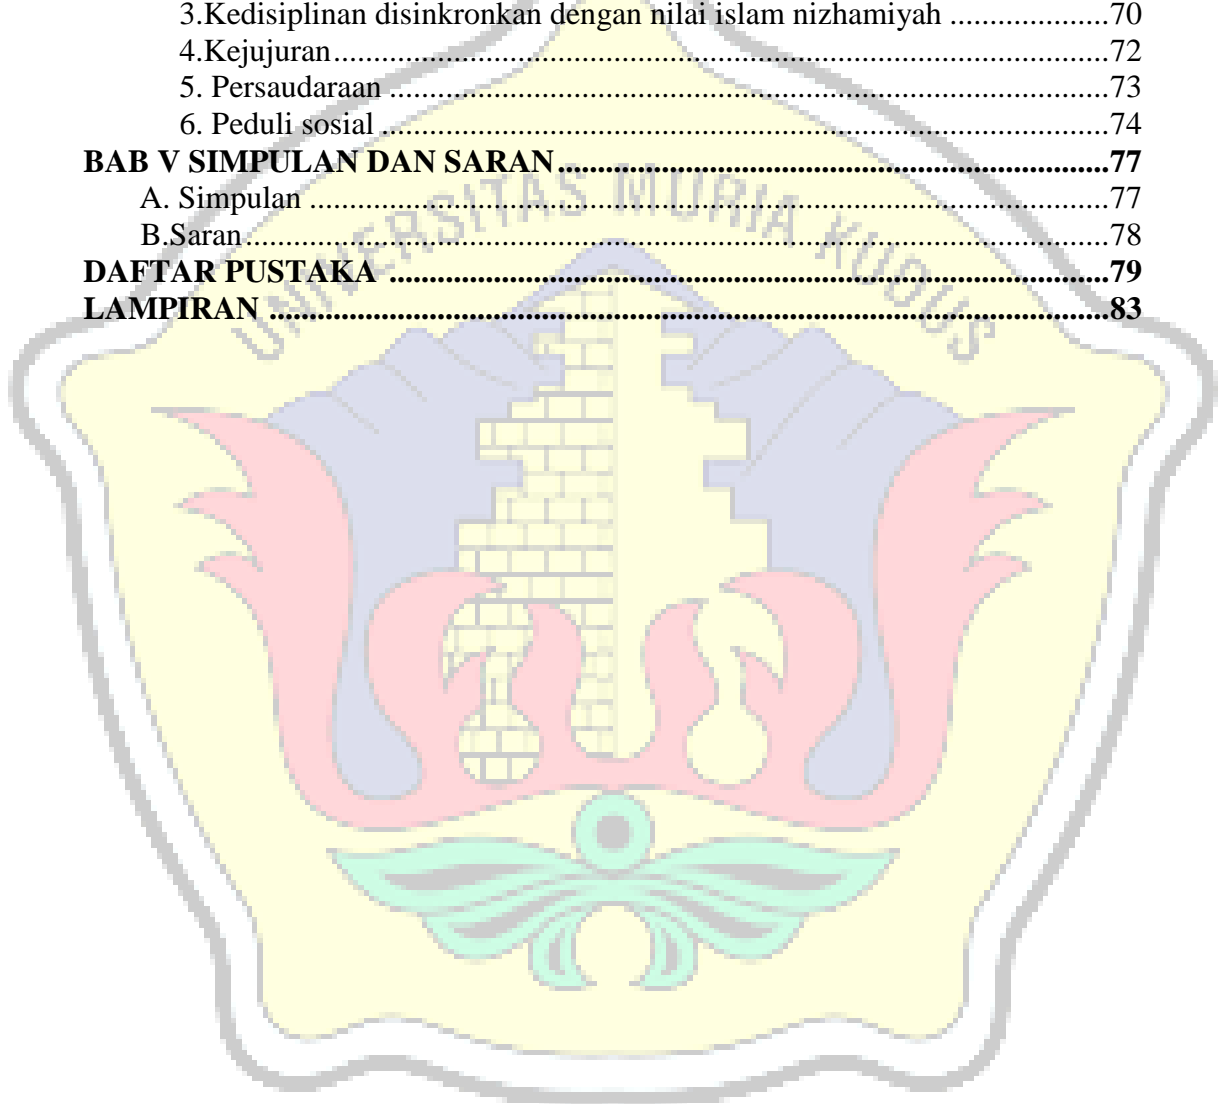 3.Kedisiplinan disinkronkan dengan nilai islam nizhamiyah ....................70
4.Kejujuran.................................................................................................72
5. Persaudaraan ..........................................................................................73
6. Peduli sosial ...........................................................................................74
BAB V SIMPULAN DAN SARAN.....................................................................77
A. Simpulan ....................................................................................................77
B.Saran............................................................................................................78
DAFTAR PUSTAKA ..........................................................................................79
LAMPIRAN .........................................................................................................83
UNIVERSITAS MURIA KUDUS